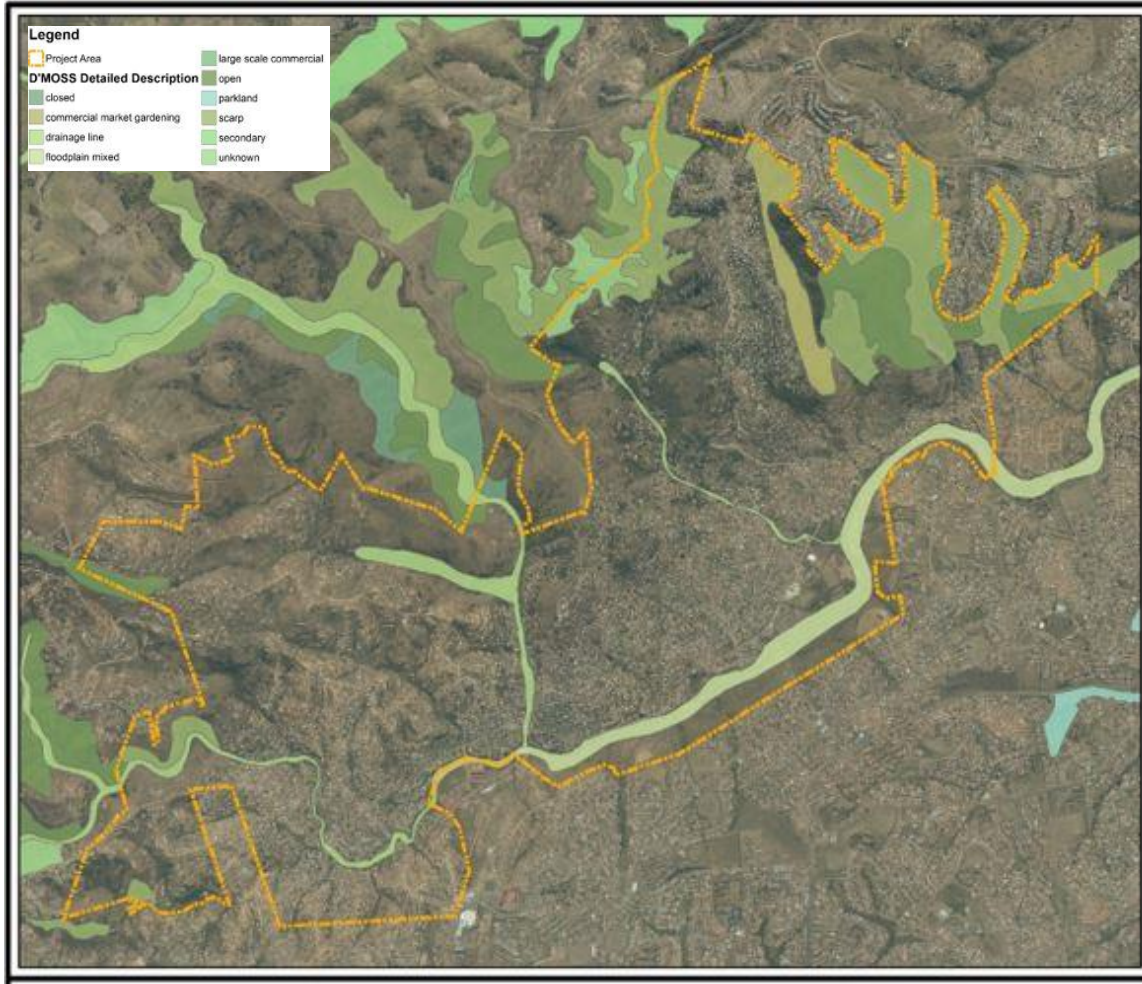 Legend
Project Area
D'MOSS Detailed Description
closed
commercial market gardening
drainage line
floodplain mixed
large scale commercial
open
parkland
scarp
secondary
unknown